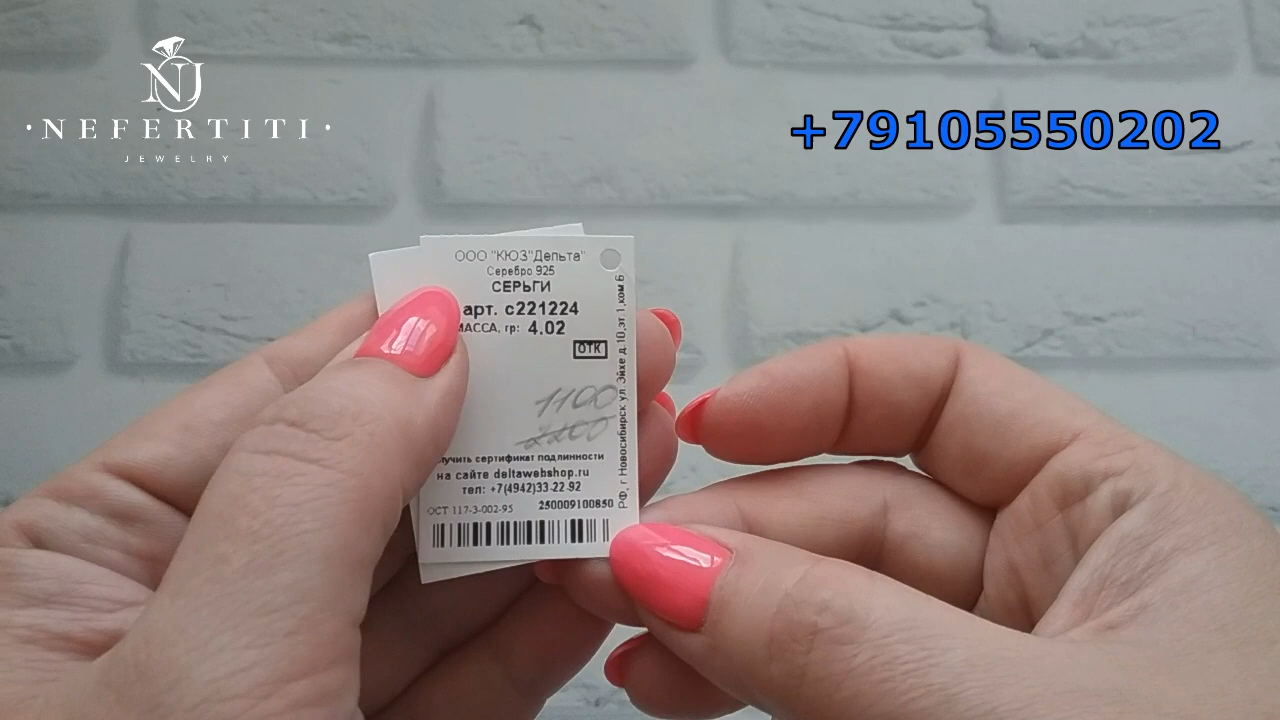 NJ
· NEFERTITI ·
JEWELRY
+79105550202
ООО "КЮЗ"Дельта"
Серебро 925
СЕРЬГИ
арт. с221224
МАССА, гр: 4.02
ОТК
1100
2200
на сайте deltawebshop.ru
сертификат подлинности
тел: +7(4942)33-22-92
ОСТ 117-3-002-95 250009100850
РФ, г Новосибирск ул. Эйхе д.10,эт.1,ком.6